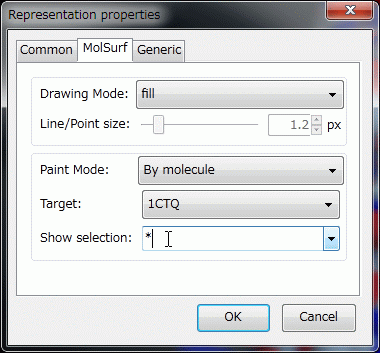 Representation properties
Common MolSurf Generic
Drawing Mode: fill
Line/Point size: 1.2 px
Paint Mode: By molecule
Target: 1CTQ
Show selection: *
OK Cancel